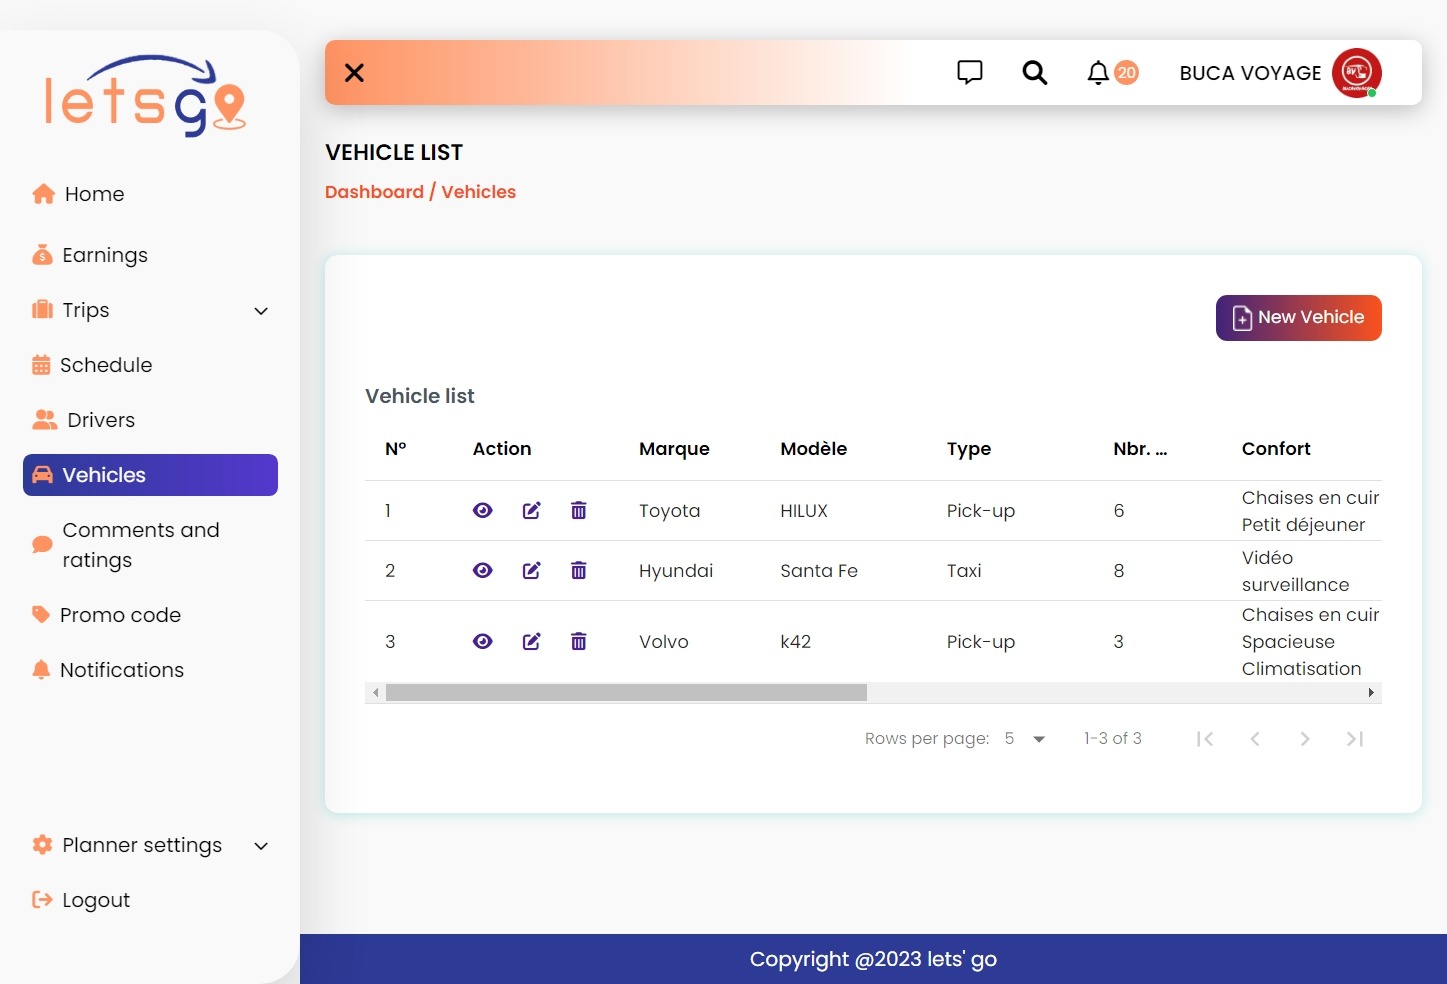 letsgo
Home
Earnings
Trips
Schedule
Drivers
Vehicles
Comments and
ratings
Promo code
Notifications
Planner settings
Logout
20
BUCA VOYAGE
VEHICLE LIST
Dashboard / Vehicles
New Vehicle
Vehicle list
N° Action Marque Modèle Type Nbr. ... Confort
1 Toyota HILUX Pick-up 6 Chaises en cuir
Petit déjeuner
2 Hyundai Santa Fe Taxi 8 Vidéo
surveillance
3 Volvo k42 Pick-up 3 Chaises en cuir
Spacieuse
Climatisation
Rows per page: 5 1-3 of 3
Copyright @2023 lets' go